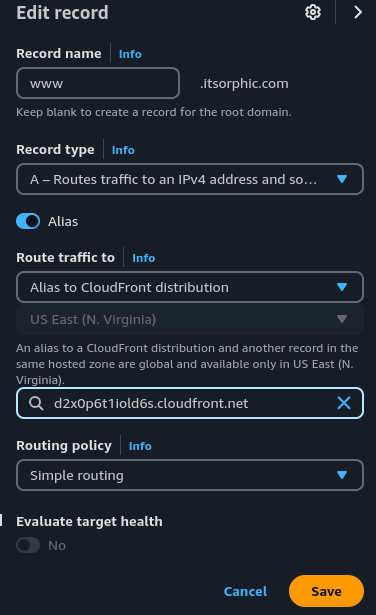 Edit record
Record name Info
www .itsorphic.com
Keep blank to create a record for the root domain.
Record type Info
A – Routes traffic to an IPv4 address and so...
Alias
Route traffic to Info
Alias to CloudFront distribution
US East (N. Virginia)
An alias to a CloudFront distribution and another record in the
same hosted zone are global and available only in US East (N.
Virginia).
d2x0p6t1iold6s.cloudfront.net
Routing policy Info
Simple routing
Evaluate target health
No
Cancel Save